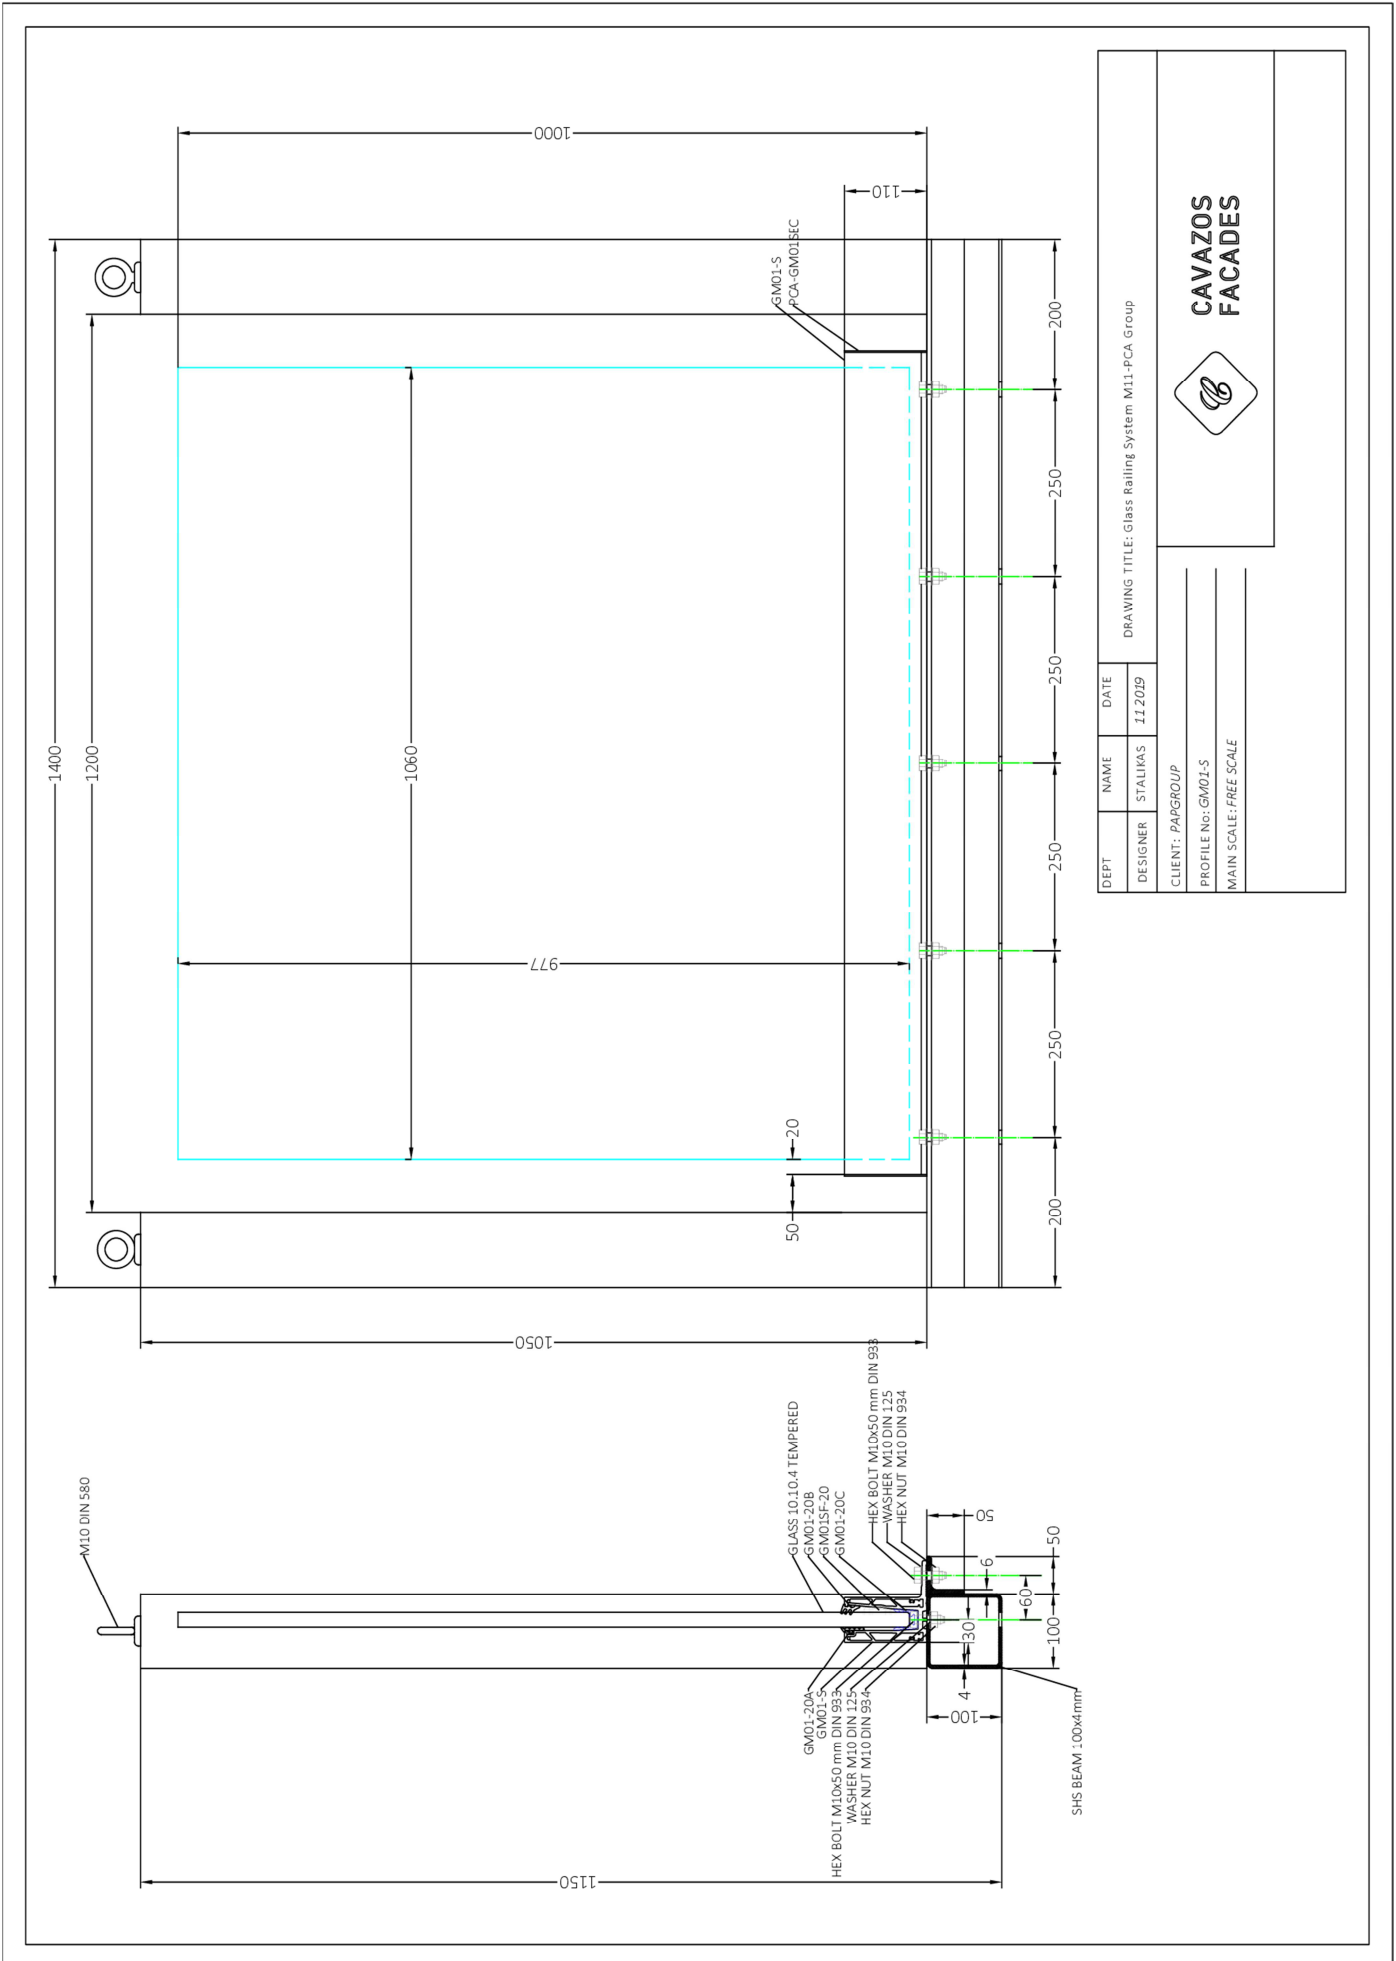 1400
1200
1060
977
1000
110
GM01-S
PCA-GM01SEC
20
50
200
250
250
250
250
200
1050
M10 DIN 580
GLASS 10.10.4 TEMPERED
GM01-20B
GM01SF-20
GM01-20C
HEX BOLT M10x50 mm DIN 933
WASHER M10 DIN 125
HEX NUT M10 DIN 934
GM01-20A
GM01-S
HEX BOLT M10x50 mm DIN 933
WASHER M10 DIN 125
HEX NUT M10 DIN 934
50
50
6
60
30
100
4
100
SHS BEAM 100x4mm
1150
DEPT NAME DATE
DESIGNER STALIKAS 11 2019
DRAWING TITLE: Glass Railing System M11-PCA Group
CLIENT: PAPGROUP
PROFILE No: GM01-S
MAIN SCALE: FREE SCALE
CAVAZOS
FACADES